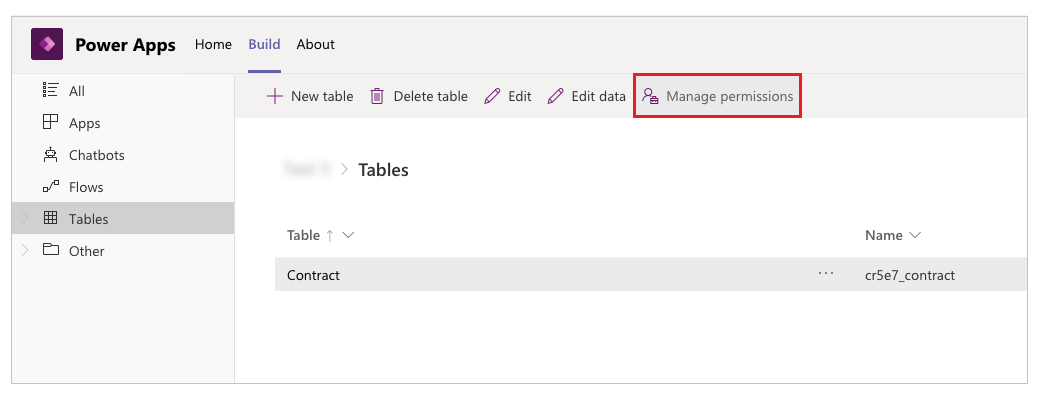 Power Apps Home Build About
All
Apps
Chatbots
Flows
Tables
Other
New table Delete table Edit Edit data Manage permissions
Tables
Table Name
Contract ... cr5e7_contract